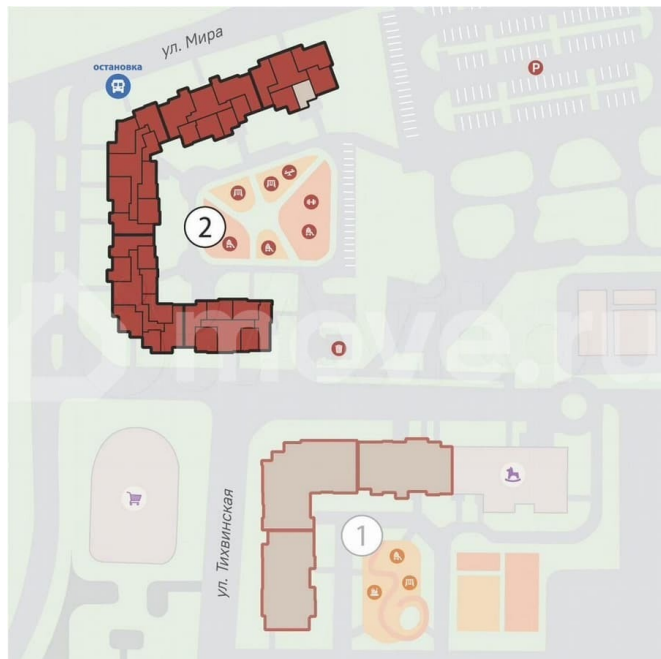 ул. Мира
остановка
P
2
move.ru
1
ул. Тихвинская